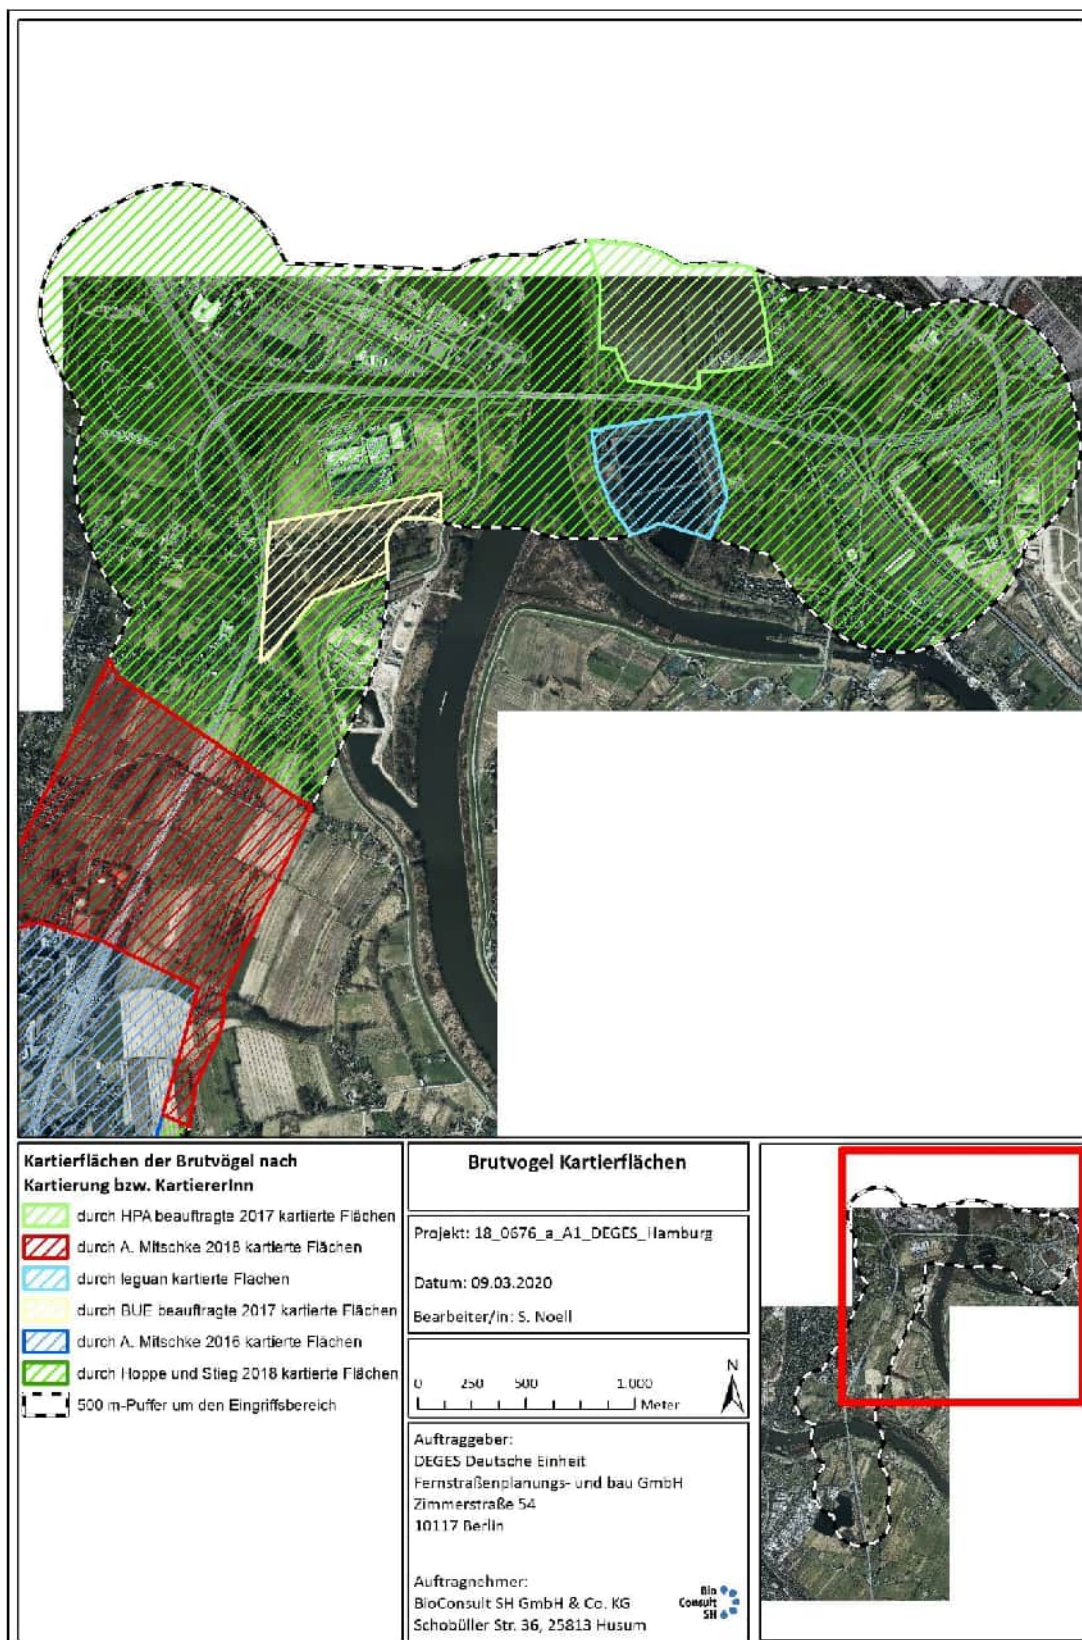 Kartierflächen der Brutvögel nach
Kartierung bzw. KartiererInn
durch HPA beauftragte 2017 kartierte Flächen
durch A. Mitschke 2018 kartierte Flächen
durch leguan kartierte Flächen
durch BUE beauftragte 2017 kartierte Flächen
durch A. Mitschke 2016 kartierte Flächen
durch Hoppe und Stieg 2018 kartierte Flächen
500 m-Puffer um den Eingriffsbereich
Brutvogel Kartierflächen
Projekt: 18_0676_a_A1_DEGES_Hamburg
Datum: 09.03.2020
Bearbeiter/in: S. Noell
N
0 250 500 1.000
Meter
Auftraggeber:
DEGES Deutsche Einheit
Fernstraßenplanungs- und bau GmbH
Zimmerstraße 54
10117 Berlin
Auftragnehmer:
BioConsult SH GmbH & Co. KG
Schobüller Str. 36, 25813 Husum
Bio
Consult
SH